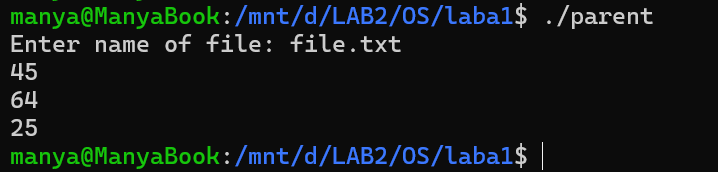 manya@ManyaBook:/mnt/d/LAB2/OS/laba1$ ./parent
Enter name of file: file.txt
45
64
25
manya@ManyaBook:/mnt/d/LAB2/OS/laba1$